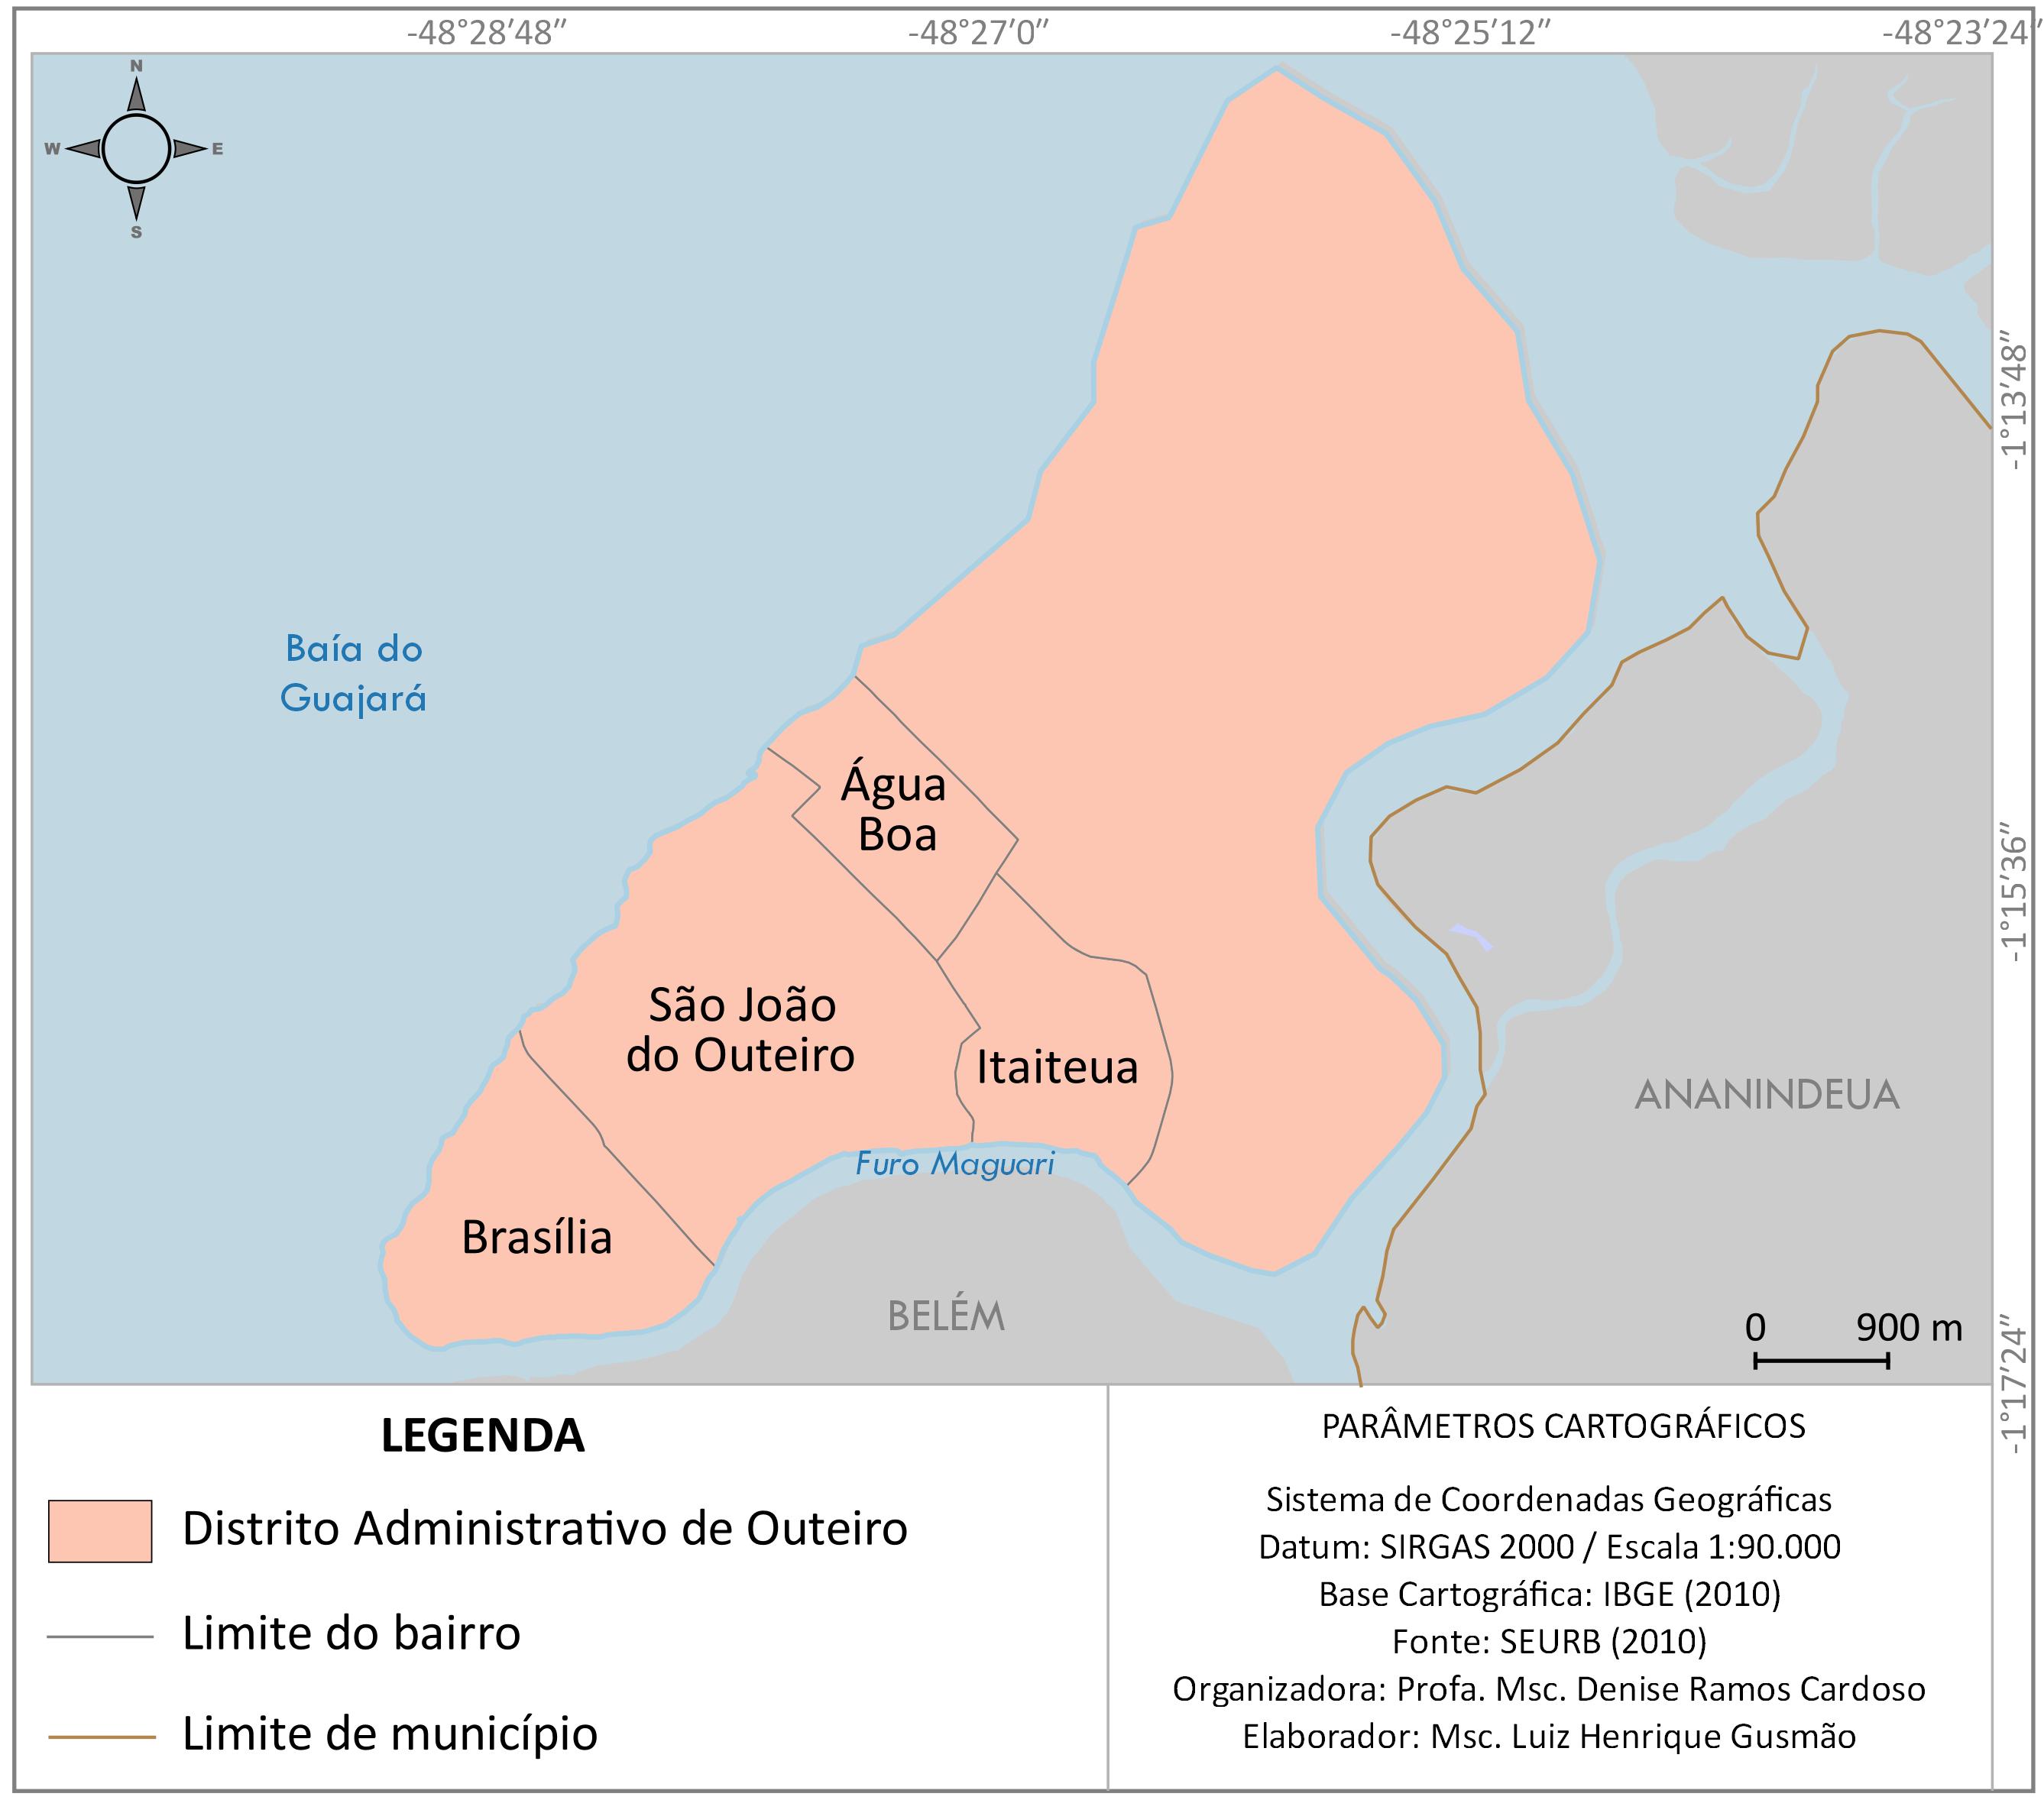 -48°28’48”
-48°27’0”
-48°25’12”
-48°23’24”
N
W
E
S
-1°13’48”
Baía do
Guajará
Água
Boa
-1°15’36”
São João
do Outeiro
Itaiteua
ANANINDEUA
Furo Maguari
Brasília
BELÉM
0
900 m
-1°17’24”
LEGENDA
Distrito Administrativo de Outeiro
Limite do bairro
Limite de município
PARÂMETROS CARTOGRÁFICOS
Sistema de Coordenadas Geográficas
Datum: SIRGAS 2000 / Escala 1:90.000
Base Cartográfica: IBGE (2010)
Fonte: SEURB (2010)
Organizadora: Profa. Msc. Denise Ramos Cardoso
Elaborador: Msc. Luiz Henrique Gusmão